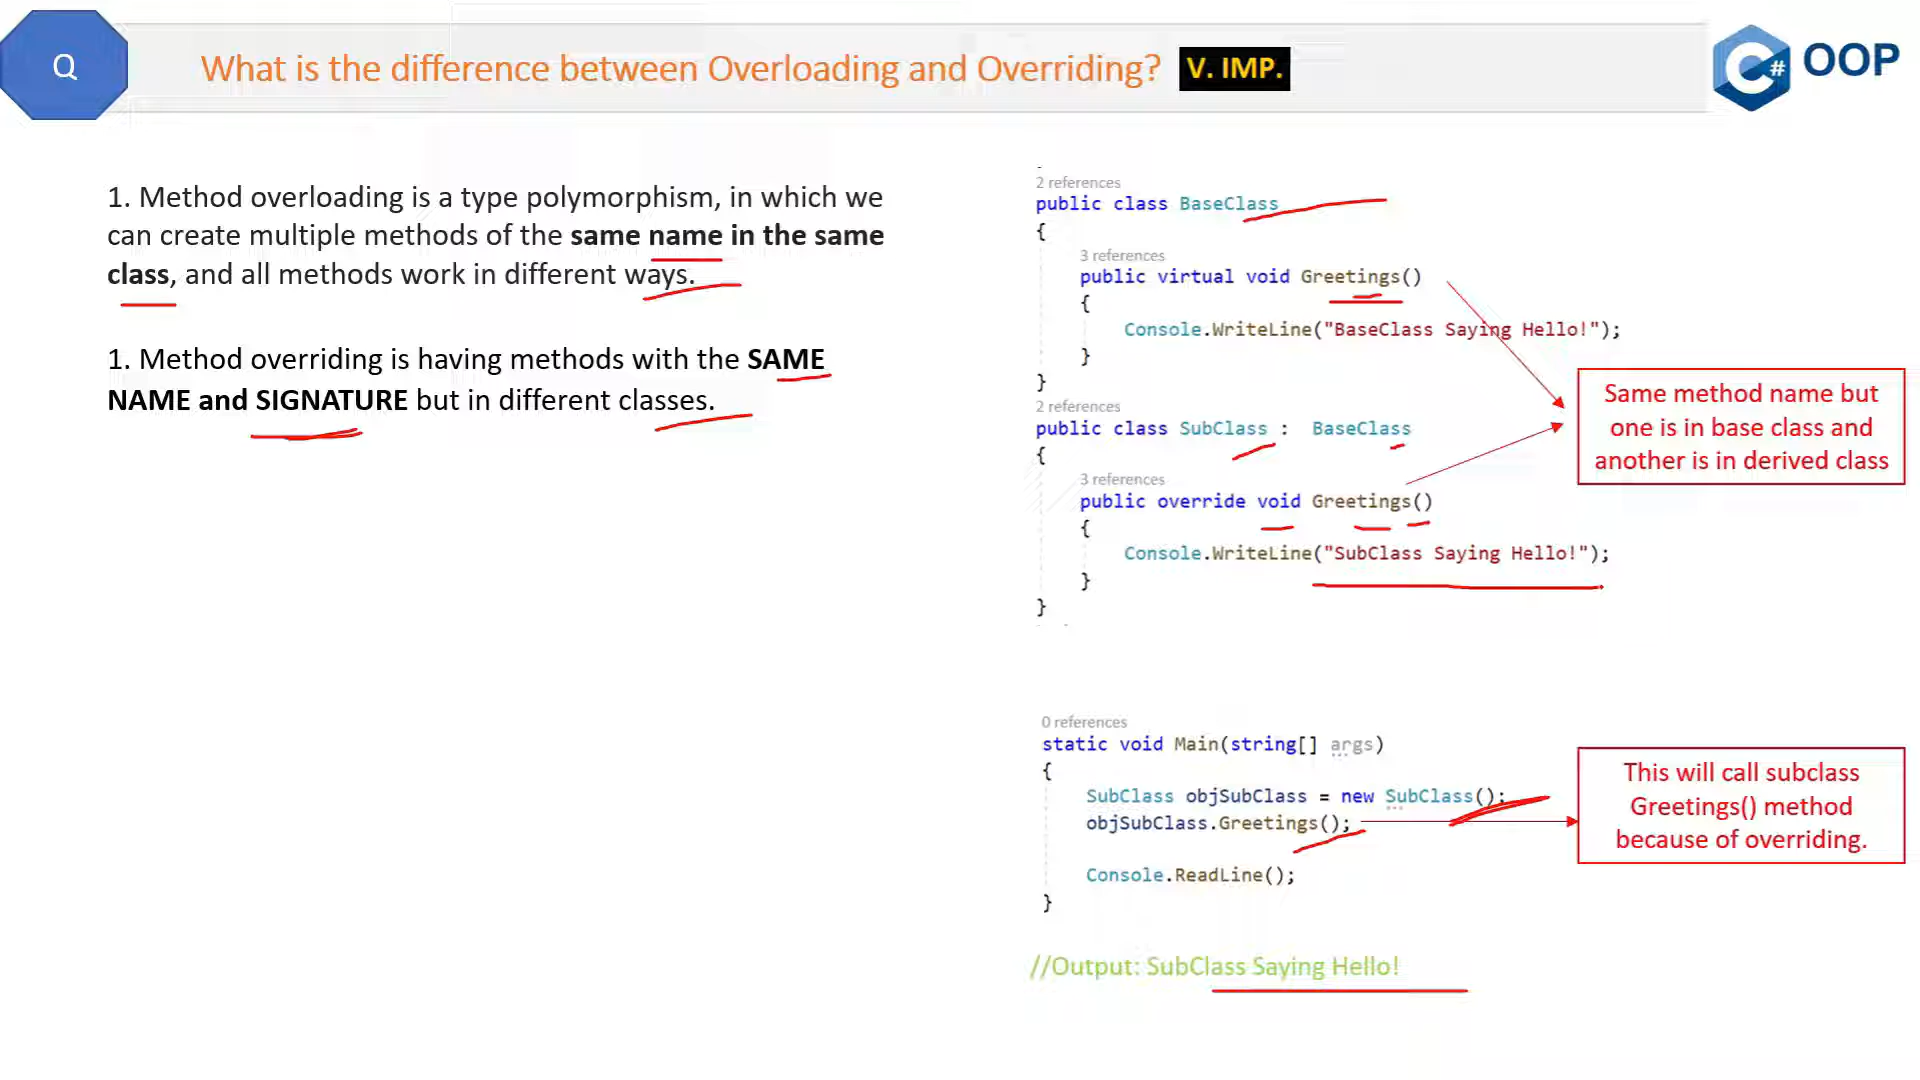 Q
What is the difference between Overloading and Overriding?
V. IMP.
C#
OOP
1. Method overloading is a type polymorphism, in which we
can create multiple methods of the same name in the same
class, and all methods work in different ways.
1. Method overriding is having methods with the SAME
NAME and SIGNATURE but in different classes.
2 references
public class BaseClass
{
3 references
public virtual void Greetings()
{
Console.WriteLine("BaseClass Saying Hello!");
}
}
2 references
public class SubClass : BaseClass
{
3 references
public override void Greetings()
{
Console.WriteLine("SubClass Saying Hello!");
}
}
Same method name but
one is in base class and
another is in derived class
0 references
static void Main(string[] args)
{
SubClass objSubClass = new SubClass();
objSubClass.Greetings();
Console.ReadLine();
}
This will call subclass
Greetings() method
because of overriding.
//Output: SubClass Saying Hello!